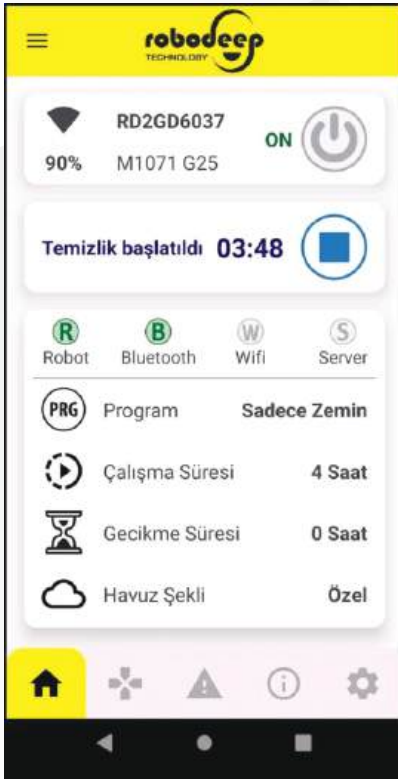 robodeep
TECHNOLOGY
RD2GD6037
90% M1071 G25 ON
Temizlik başlatıldı 03:48
R B W S
Robot Bluetooth Wifi Server
PRG Program Sadece Zemin
Çalışma Süresi 4 Saat
Gecikme Süresi 0 Saat
Havuz Şekli Özel